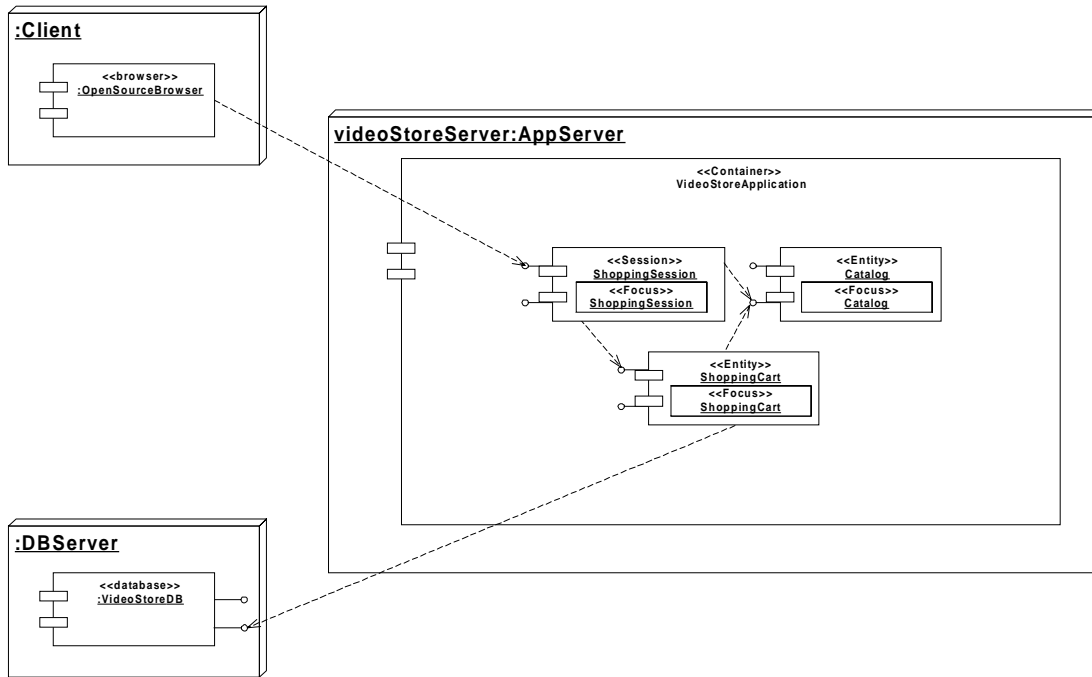 :Client
<<browser>>
:OpenSourceBrowser
videoStoreServer:AppServer
<<Container>>
VideoStoreApplication
<<Session>>
ShoppingSession
<<Focus>>
ShoppingSession
<<Entity>>
Catalog
<<Focus>>
Catalog
<<Entity>>
ShoppingCart
<<Focus>>
ShoppingCart
:DBServer
<<database>>
:VideoStoreDB